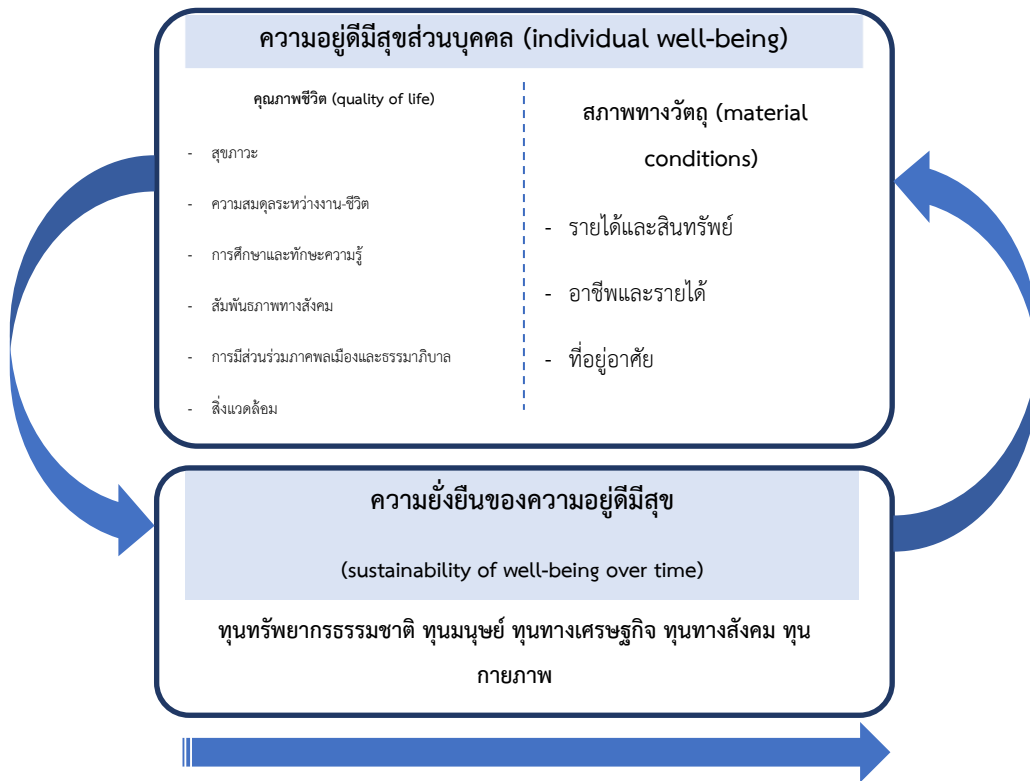 ความอยู่ดีมีสุขส่วนบุคคล (individual well-being)
คุณภาพชีวิต (quality of life)
- สุขภาวะ
- ความสมดุลระหว่างงาน-ชีวิต
- การศึกษาและทักษะความรู้
- สัมพันธภาพทางสังคม
- การมีส่วนร่วมภาคพลเมืองและธรรมาภิบาล
- สิ่งแวดล้อม
สภาพทางวัตถุ (material
conditions)
- รายได้และสินทรัพย์
- อาชีพและรายได้
- ที่อยู่อาศัย
ความยั่งยืนของความอยู่ดีมีสุข
(sustainability of well-being over time)
ทุนทรัพยากรธรรมชาติ ทุนมนุษย์ ทุนทางเศรษฐกิจ ทุนทางสังคม ทุน
กายภาพ